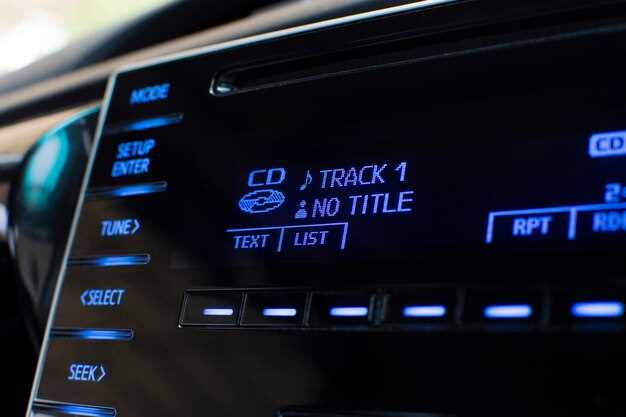 MODE
SETUP
ENTER
TUNE>
<SELECT
SEEK>
CD
♪ TRACK 1
NO TITLE
TEXT LIST
CD
RPT